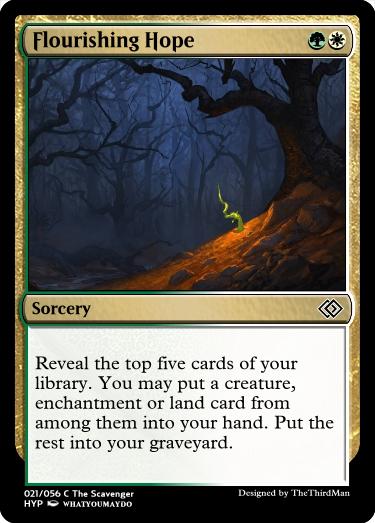 Flourishing Hope
Sorcery
Reveal the top five cards of your
library. You may put a creature,
enchantment or land card from
among them into your hand. Put the
rest into your graveyard.
021/056 C The Scavenger
Designed by TheThirdMan
HYP WHATYOUMAYDO